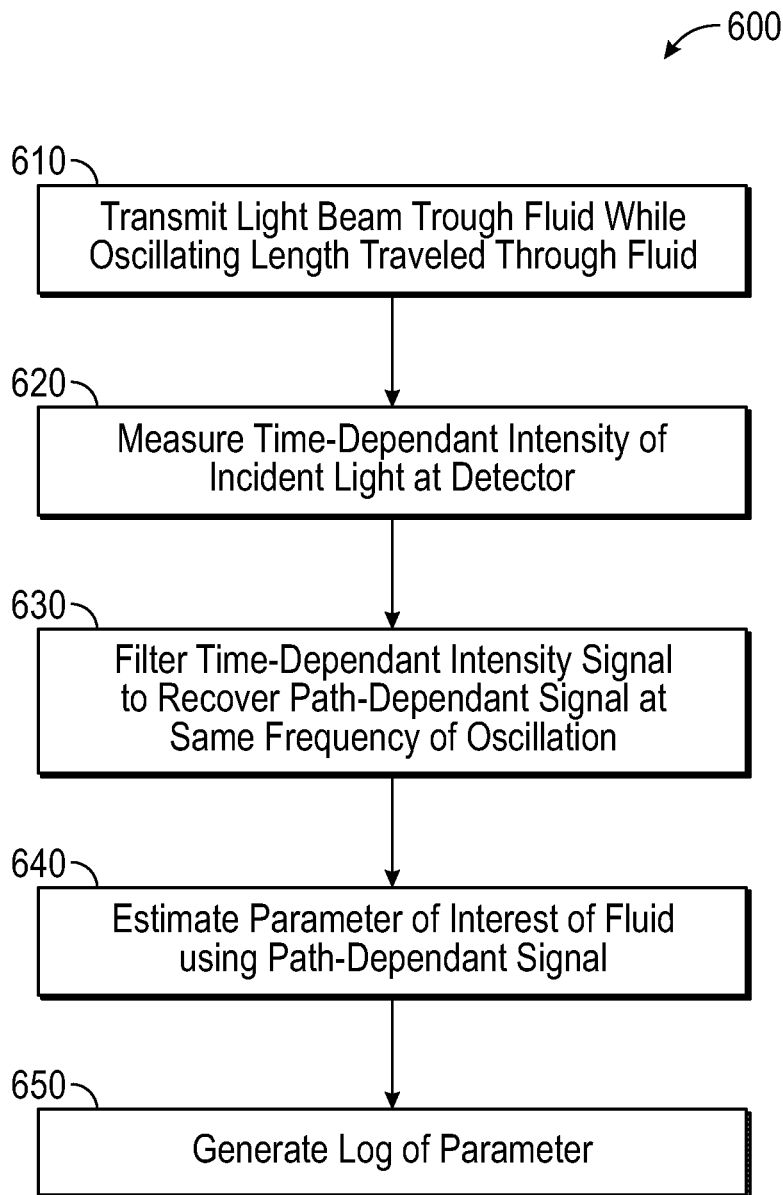 600
610
Transmit Light Beam Trough Fluid While
Oscillating Length Traveled Through Fluid
620
Measure Time-Dependant Intensity of
Incident Light at Detector
630
Filter Time-Dependant Intensity Signal
to Recover Path-Dependant Signal at
Same Frequency of Oscillation
640
Estimate Parameter of Interest of Fluid
using Path-Dependant Signal
650
Generate Log of Parameter